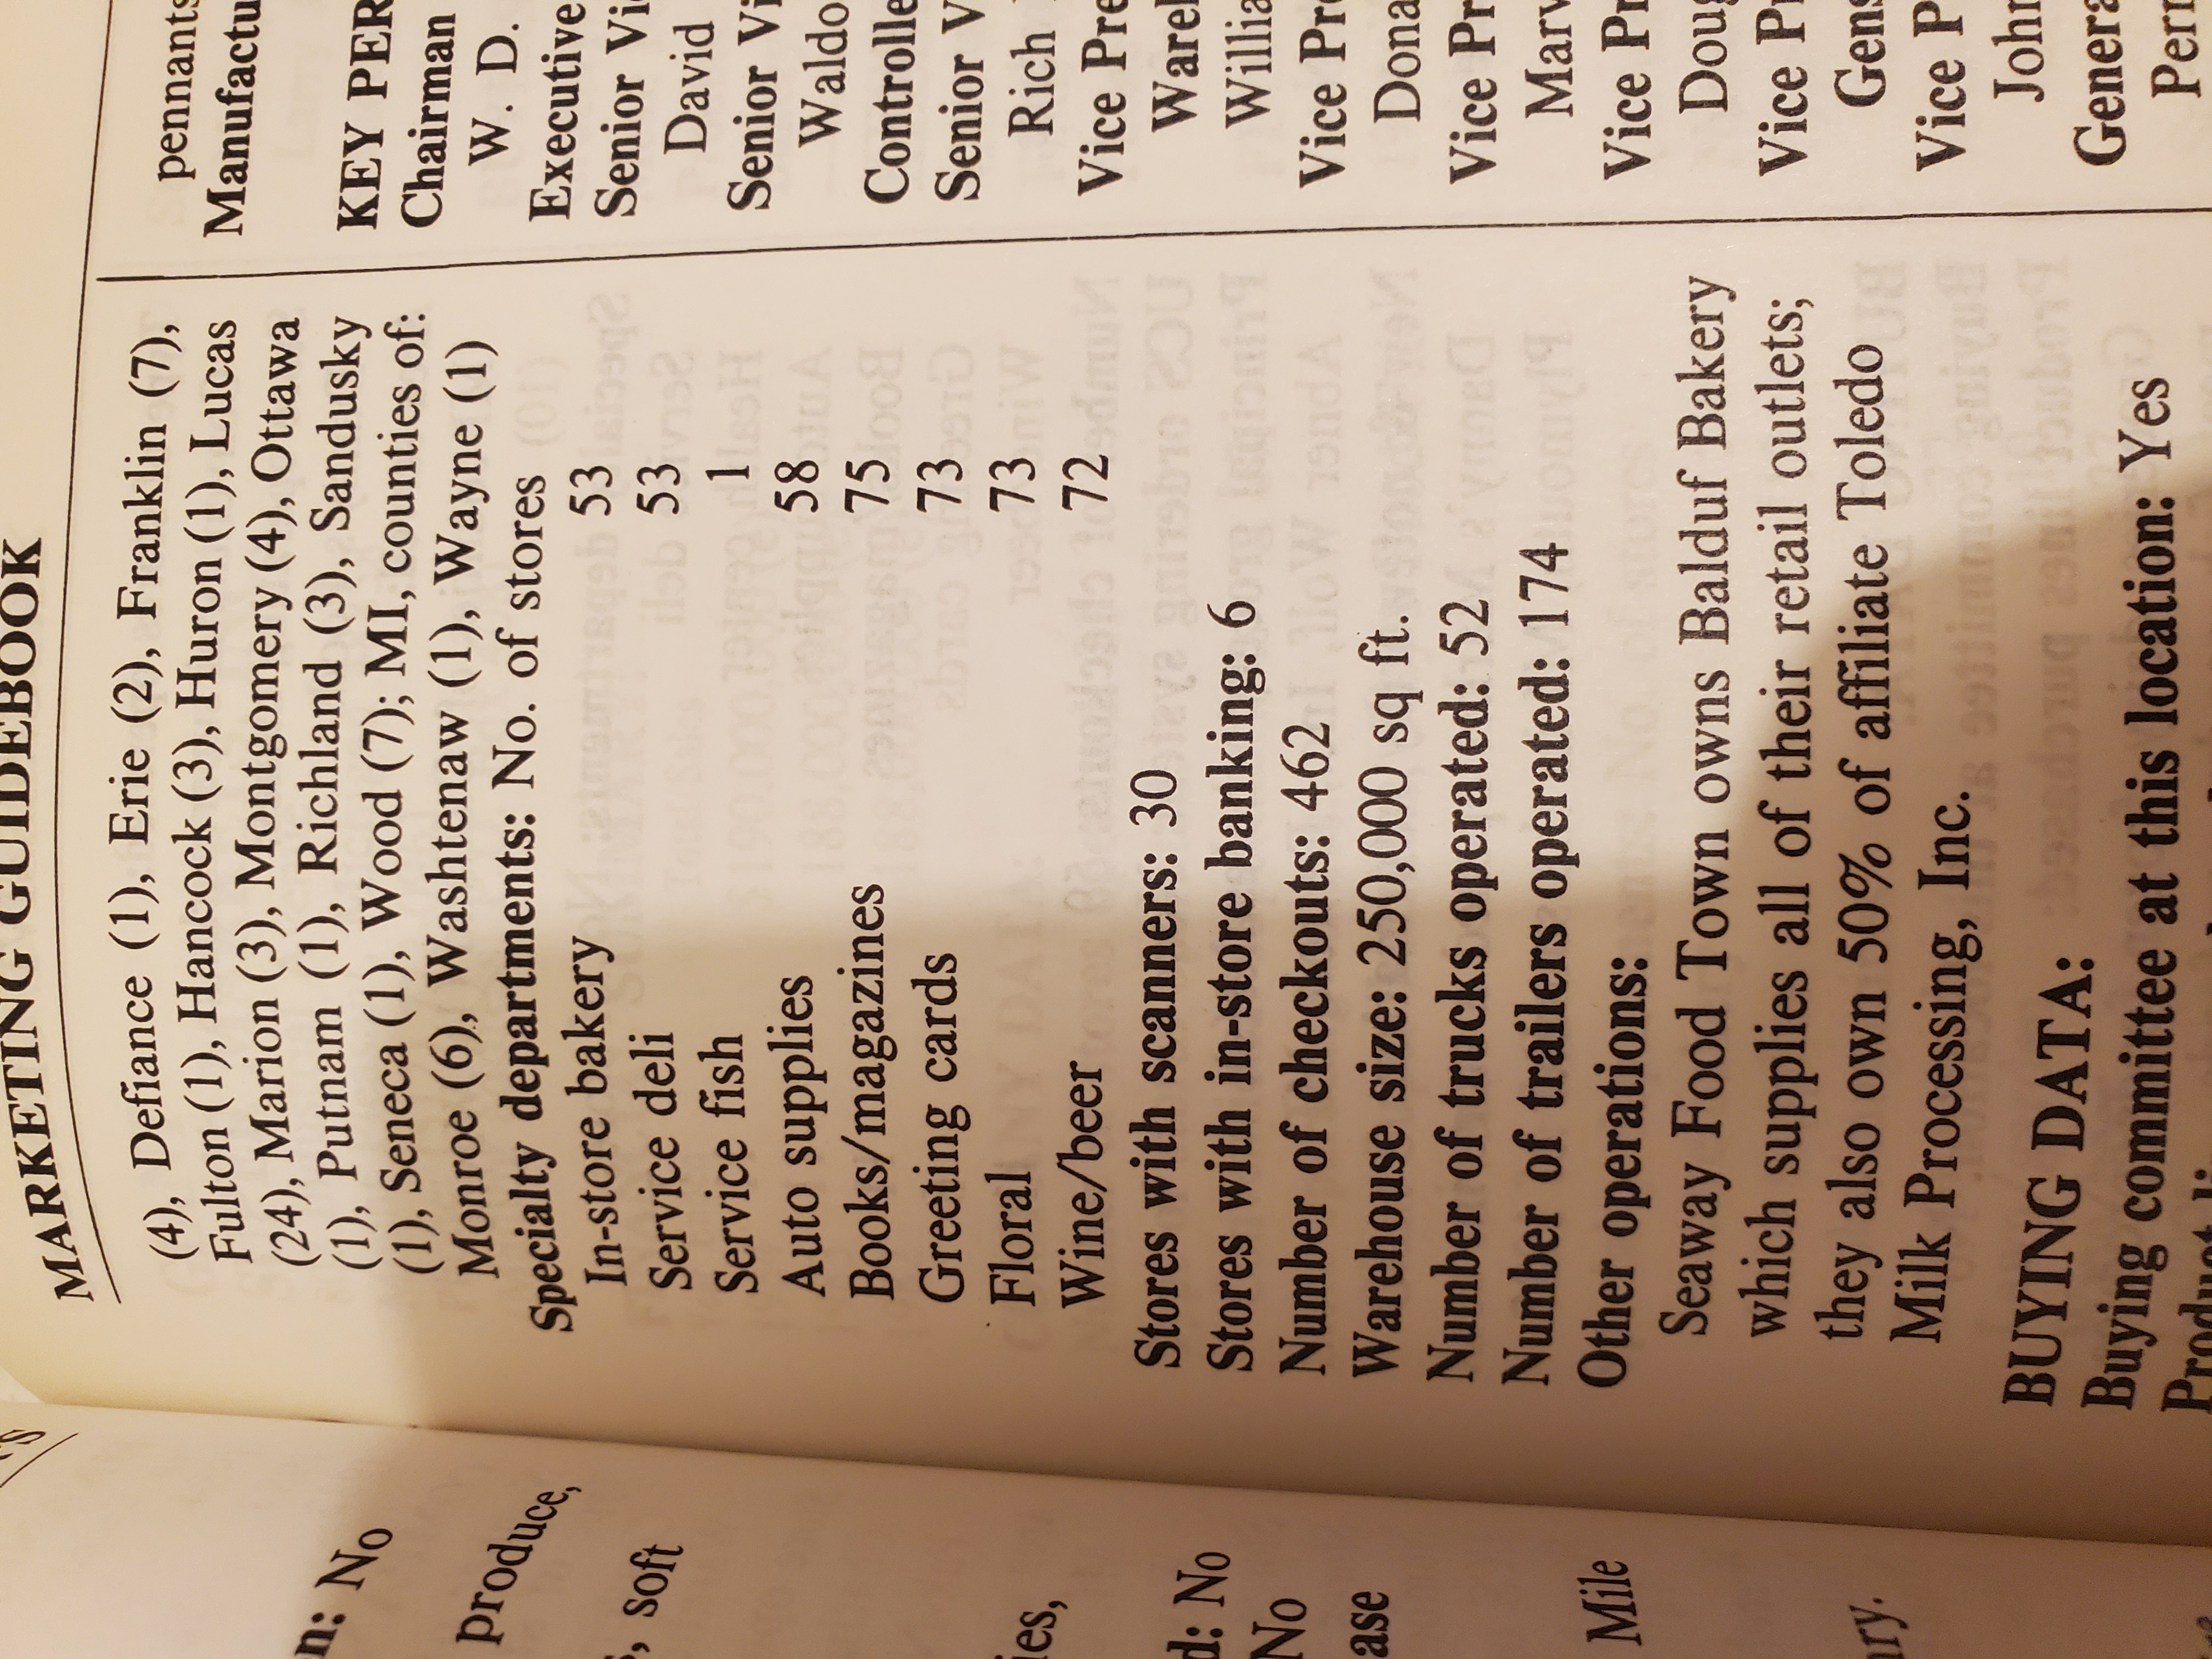 MARKETING GUIDEBOOK
(4), Defiance (1), Erie (2), Franklin (7),
Fulton (1), Hancock (3), Huron (1), Lucas
(24), Marion (3), Montgomery (4), Ottawa
(1), Putnam (1), Richland (3), Sandusky
(1), Seneca (1), Wood (7); MI, counties of:
Monroe (6), Washtenaw (1), Wayne (1)
Specialty departments: No. of stores
In-store bakery 53
Service deli 53
Service fish 1
Auto supplies 58
Books/magazines 75
Greeting cards 73
Floral 73
Wine/beer 72
Stores with scanners: 30
Stores with in-store banking: 6
Number of checkouts: 462
Warehouse size: 250,000 sq ft.
Number of trucks operated: 52
Number of trailers operated: 174
Other operations:
Seaway Food Town owns Balduf Bakery
which supplies all of their retail outlets;
they also own 50% of affiliate Toledo
Milk Processing, Inc.
BUYING DATA:
Buying committee at this location: Yes
pennants
Manufactu
KEY PER
Chairman
W. D.
Executive
Senior Vi
David
Senior Vi
Waldo
Controlle
Senior V
Rich
Vice Pre
Wareh
Willia
Vice Pre
Dona
Vice Pr
Marv
Vice Pr
Doug
Vice Pr
Gens
Vice P
John
Genera
Perr
n: No
produce,
, soft
ies,
d: No
No
ase
Mile
ary.